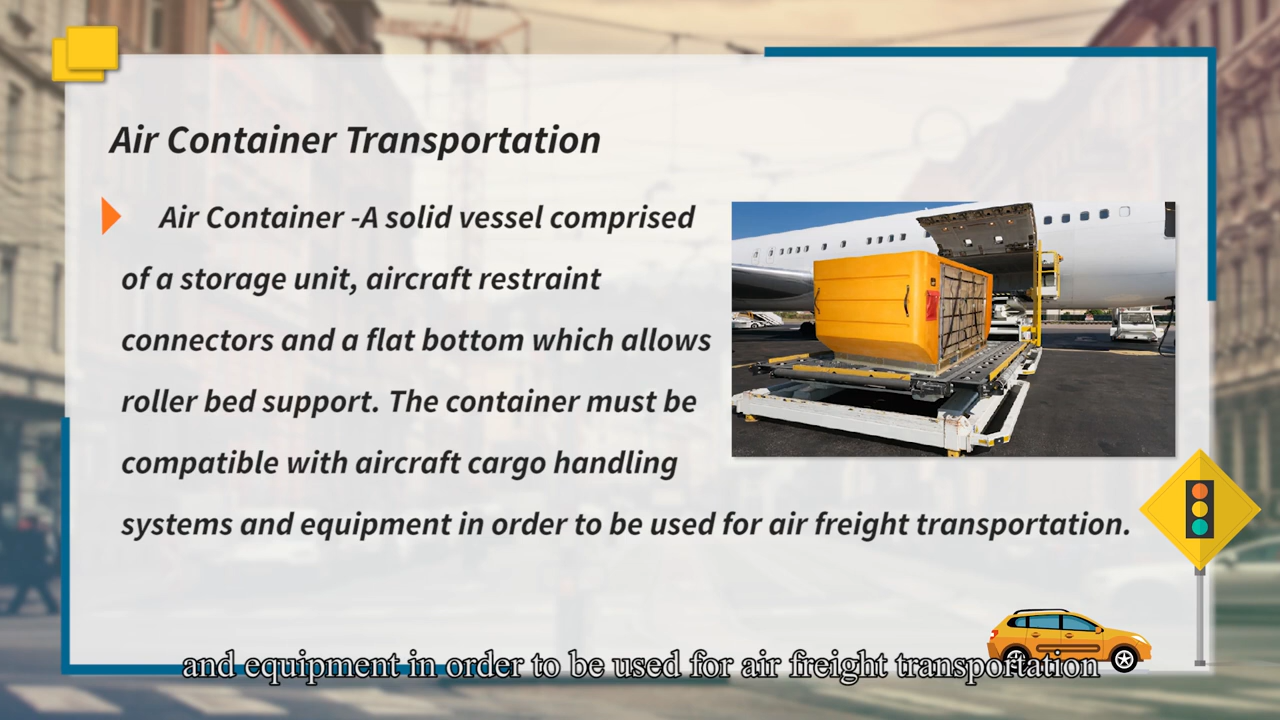 Air Container Transportation
Air Container -A solid vessel comprised
of a storage unit, aircraft restraint
connectors and a flat bottom which allows
roller bed support. The container must be
compatible with aircraft cargo handling
systems and equipment in order to be used for air freight transportation.
and equipment in order to be used for air freight transportation